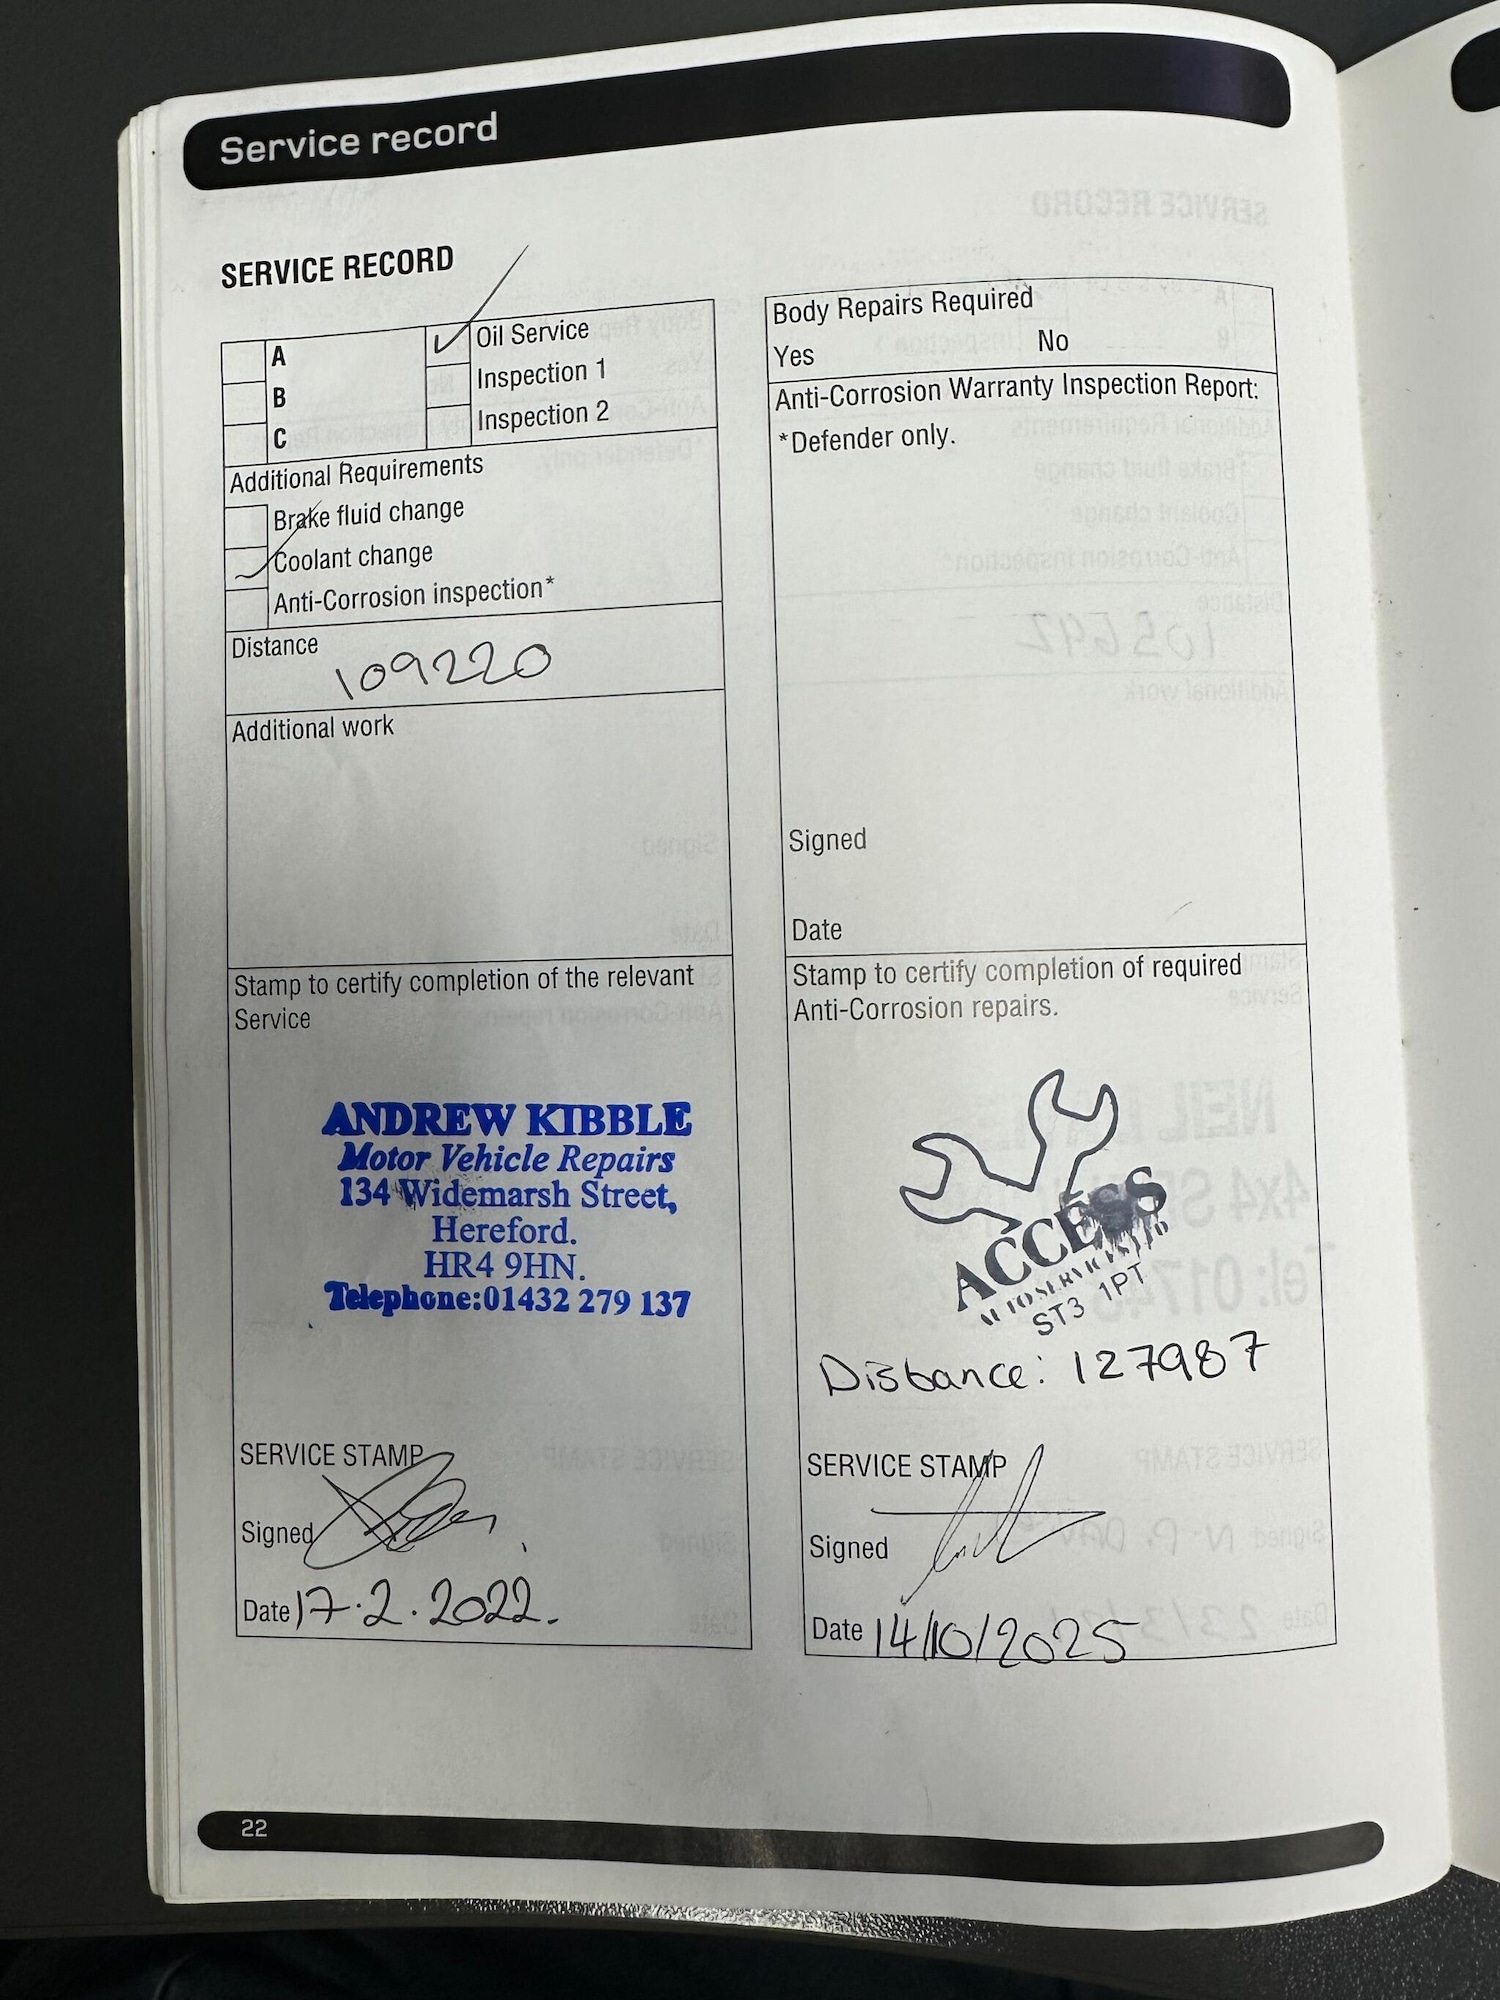 Service record
SERVICE RECORD
A
B
C
Oil Service
Inspection 1
Inspection 2
Additional Requirements
Brake fluid change
Coolant change
Anti-Corrosion inspection*
Distance
109220
Additional work
Stamp to certify completion of the relevant
Service
ANDREW KIBBLE
Motor Vehicle Repairs
134 Widemarsh Street,
Hereford.
HR4 9HN.
Telephone:01432 279 137
SERVICE STAMP
Signed
Date 17.2.2022.
Body Repairs Required
Yes No
Anti-Corrosion Warranty Inspection Report:
*Defender only.
Signed
Date
Stamp to certify completion of required
Anti-Corrosion repairs.
ACCESS
ST3 1PT
Distance: 127987
SERVICE STAMP
Signed
Date 14/10/2025
22